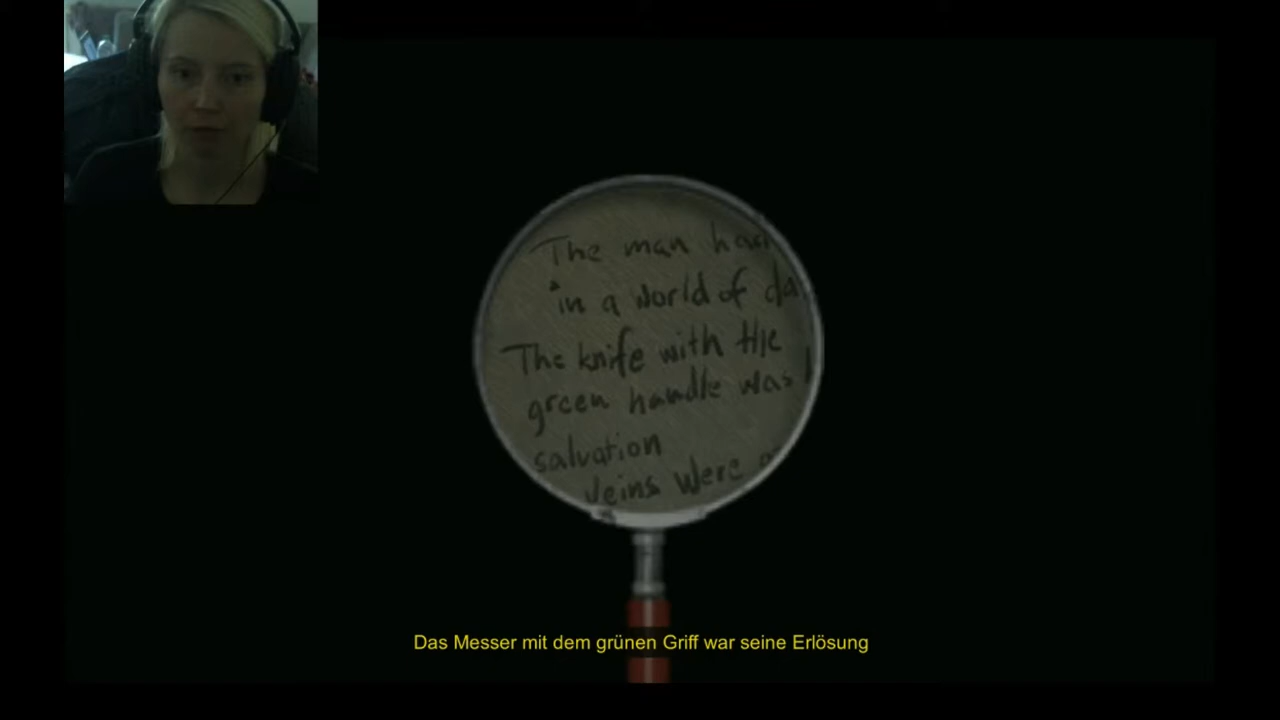 The man had
in a world of da
The knife with the
green handle was
salvation
veins were
Das Messer mit dem grünen Griff war seine Erlösung